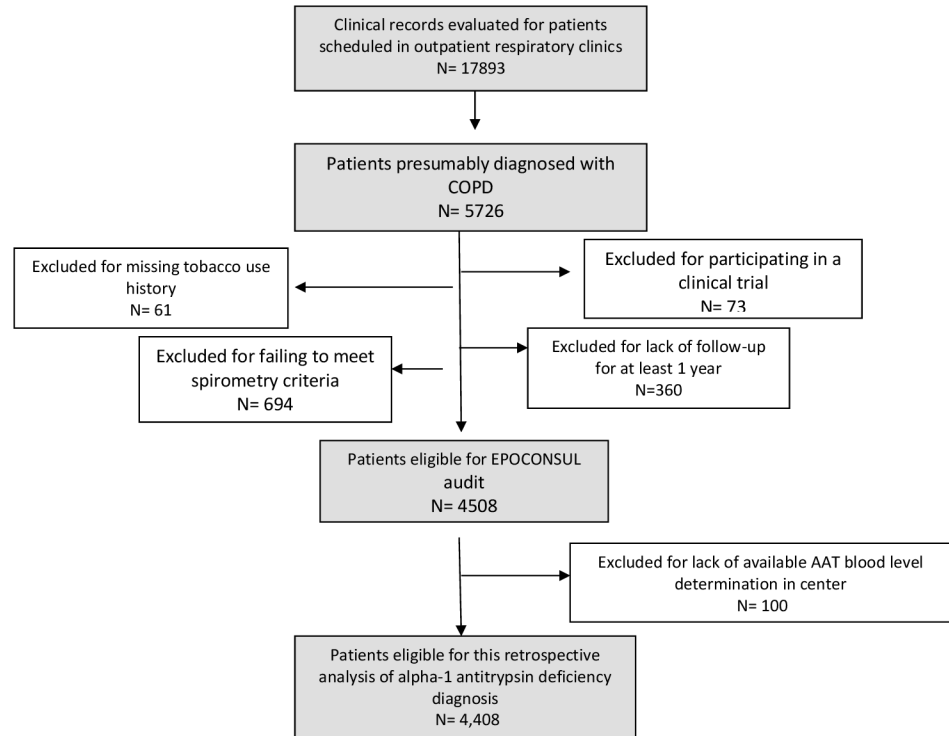 Clinical records evaluated for patients
scheduled in outpatient respiratory clinics
N= 17893
Patients presumably diagnosed with
COPD
N= 5726
Excluded for missing tobacco use
history
N= 61
Excluded for participating in a
clinical trial
N= 73
Excluded for failing to meet
spirometry criteria
N= 694
Excluded for lack of follow-up
for at least 1 year
N=360
Patients eligible for EPOCONSUL
audit
N= 4508
Excluded for lack of available AAT blood level
determination in center
N= 100
Patients eligible for this retrospective
analysis of alpha-1 antitrypsin deficiency
diagnosis
N= 4,408